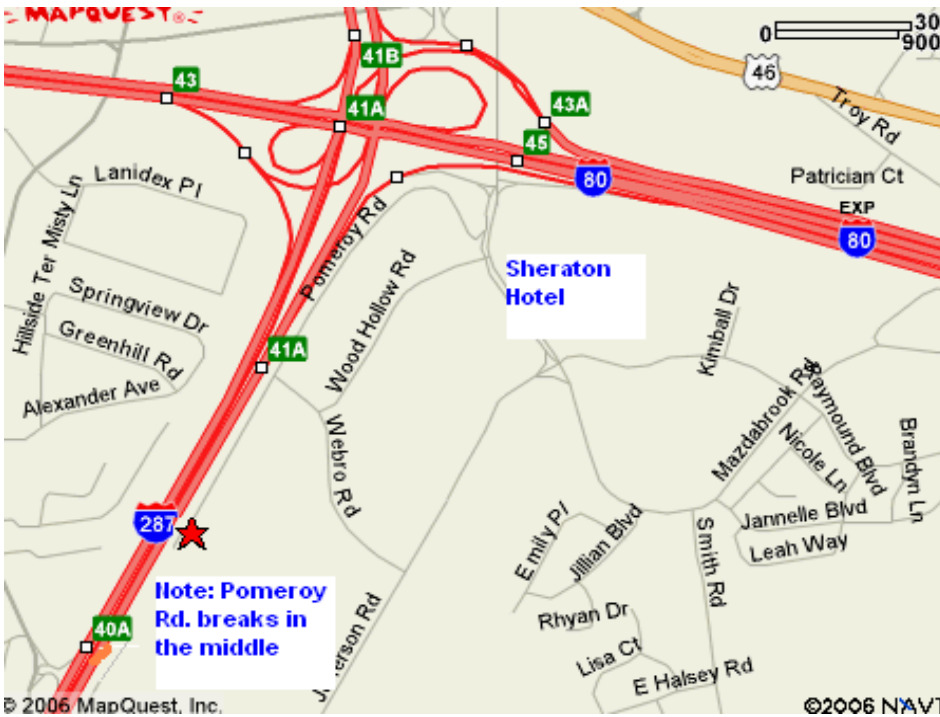 MAPQUEST
0
30
900
43
41B
41A
43A
45
46
80
EXP
80
Troy Rd
Patrician Ct
Lanidex Pl
Misty Ln
Hillside Ter
Springview Dr
Greenhill Rd
Alexander Ave
Pomeroy Rd
Wood Hollow Rd
Sheraton
Hotel
41A
Webro Rd
Kimball Dr
Mazdabrook Rd
Raymound Blvd
Nicole Ln
Brandyn Ln
Jannelle Blvd
Leah Way
Smith Rd
Emily Pl
Jillian Blvd
Rhyan Dr
Lisa Ct
E Halsey Rd
287
Note: Pomeroy
Rd. breaks in
the middle
40A
Rd
© 2006 MapQuest, Inc.
©2006 NAVT